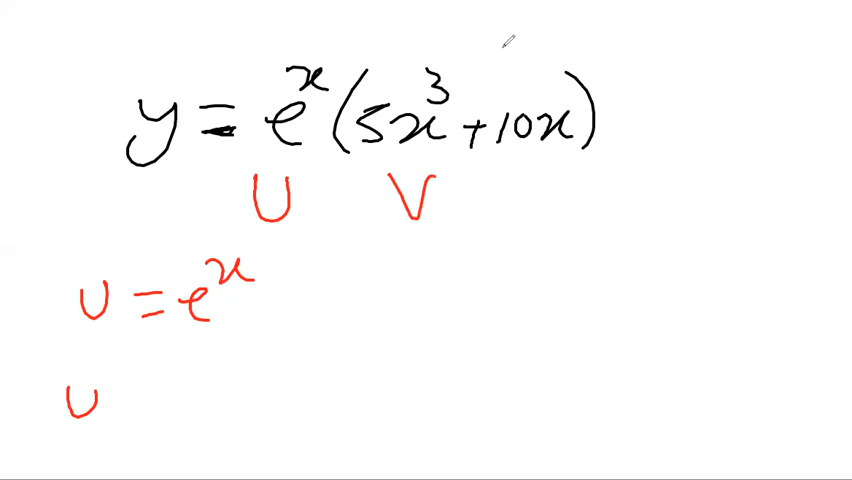 y = e^x (5x^3 + 10x)
U V
U = e^x
U